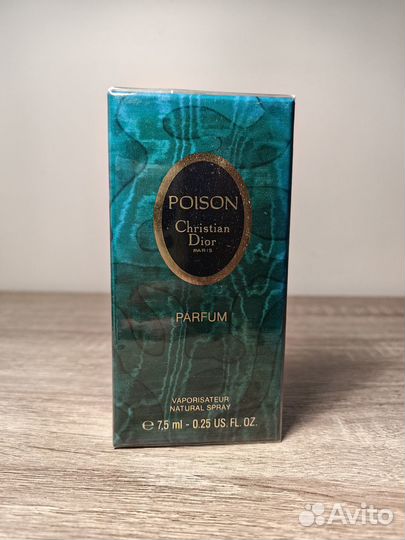 POISON
Christian
Dior
PARIS
PARFUM
VAPORISATEUR
NATURAL SPRAY
℮ 7,5 ml - 0.25 US. FL. OZ.
Avito